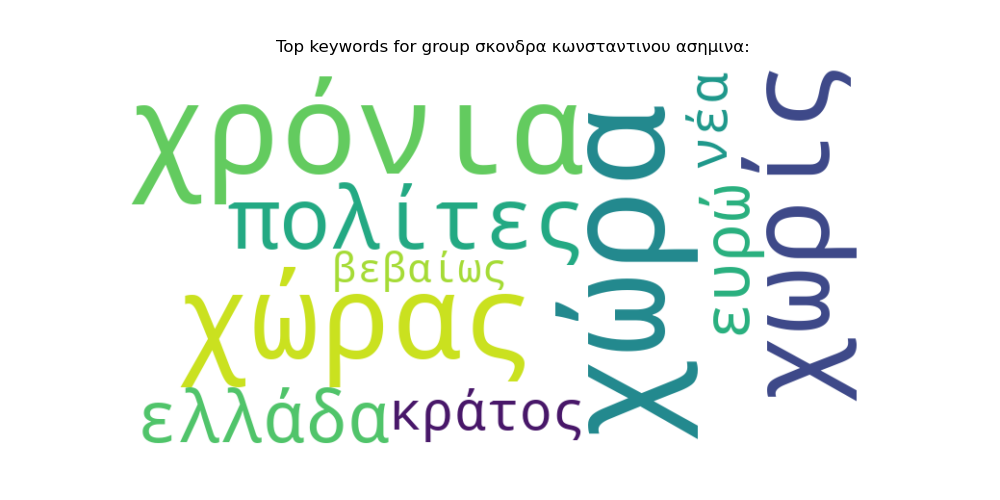 Top keywords for group σκονδρα κωνσταντινου ασημινα:
χρόνια
πολίτες
βεβαίως
χώρας
ελλάδα
κράτος
χώρα
νέα
ευρώ
χωρίς